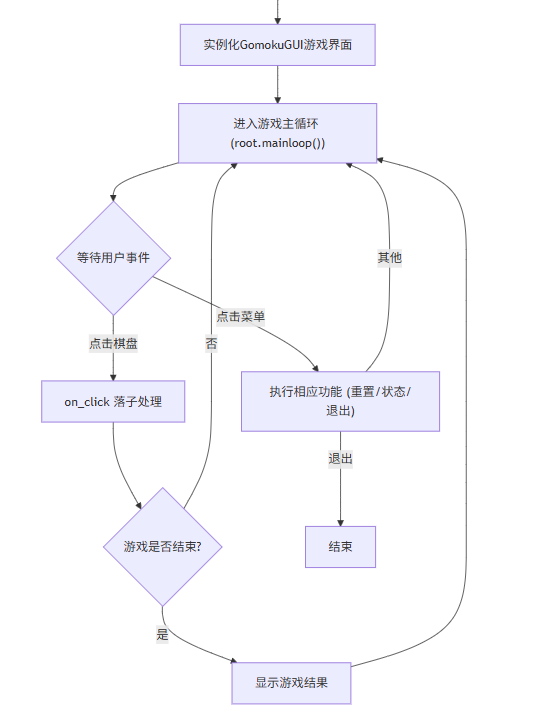 实例化GomokuGUI游戏界面
进入游戏主循环
(root.mainloop())
等待用户事件
其他
点击菜单
点击棋盘
否
on_click 落子处理
执行相应功能 (重置/状态/
退出)
退出
游戏是否结束?
结束
是
显示游戏结果